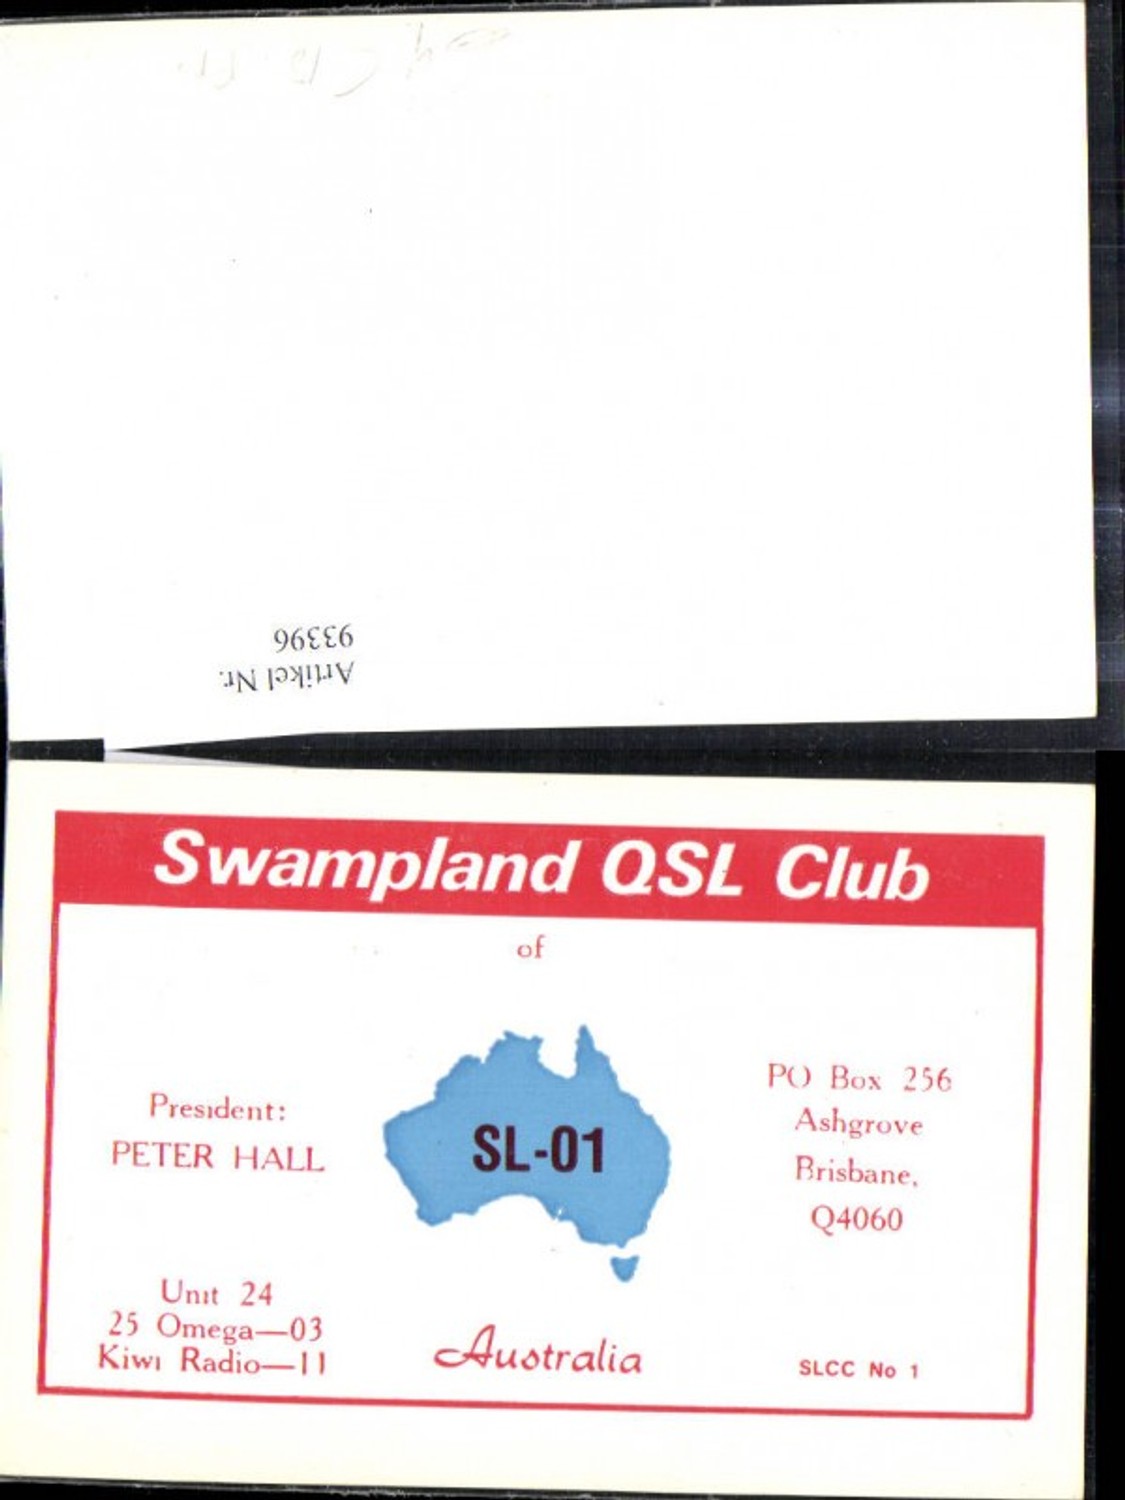 Artikel Nr.
93396
Swampland QSL Club
of
President:
PETER HALL
SL-01
PO Box 256
Ashgrove
Brisbane,
Q4060
Unit 24
25 Omega—03
Kiwi Radio—11
Australia
SLCC No 1